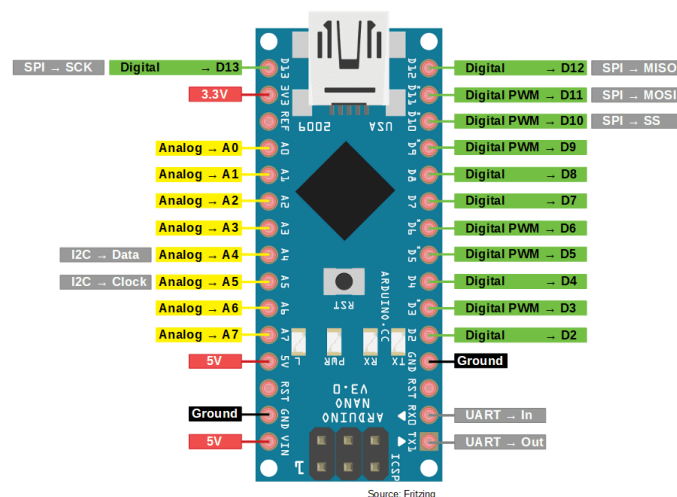 SPI → SCK
Digital → D13
3.3V
Analog → A0
Analog → A1
Analog → A2
Analog → A3
I2C → Data
Analog → A4
I2C → Clock
Analog → A5
Analog → A6
Analog → A7
5V
Ground
5V
D13
3V3
REF
A0
A1
A2
A3
A4
A5
A6
A7
5V
RST
GND
VIN
2009
USA
RST
ARDUINO.CC
L
PWR
RX
TX
V3.0
NANO
ARDUINO
1
ICSP
D12
D11
D10
D9
D8
D7
D6
D5
D4
D3
D2
GND
RST
RX0
TX1
Digital → D12
SPI → MISO
Digital PWM → D11
SPI → MOSI
Digital PWM → D10
SPI → SS
Digital PWM → D9
Digital → D8
Digital → D7
Digital PWM → D6
Digital PWM → D5
Digital → D4
Digital PWM → D3
Digital → D2
Ground
UART → In
UART → Out
Source: Fritzing